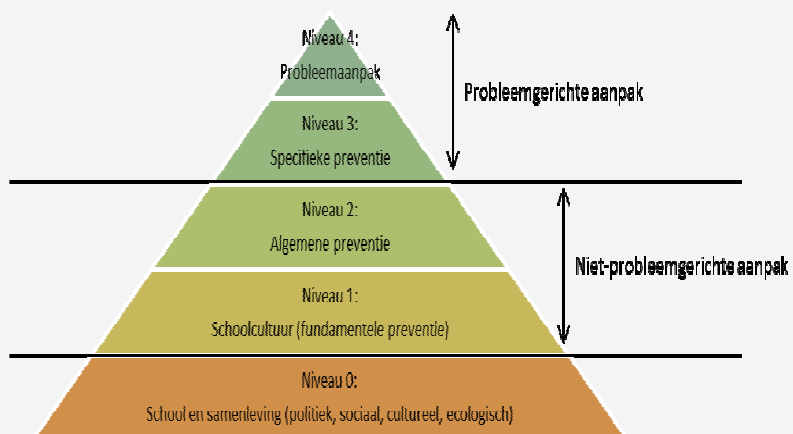 Niveau 4:
Probleemaanpak
Probleemgerichte aanpak
Niveau 3:
Specifieke preventie
Niveau 2:
Algemene preventie
Niet-probleemgerichte aanpak
Niveau 1:
Schoolcultuur (fundamentele preventie)
Niveau 0:
School en samenleving (politiek, sociaal, cultureel, ecologisch)